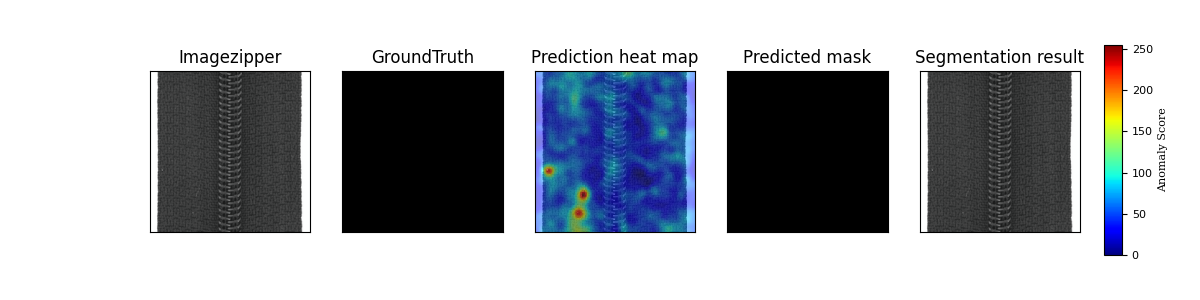 Imagezipper
GroundTruth
Prediction heat map
Predicted mask
Segmentation result
250
200
150
100
50
0
Anomaly Score